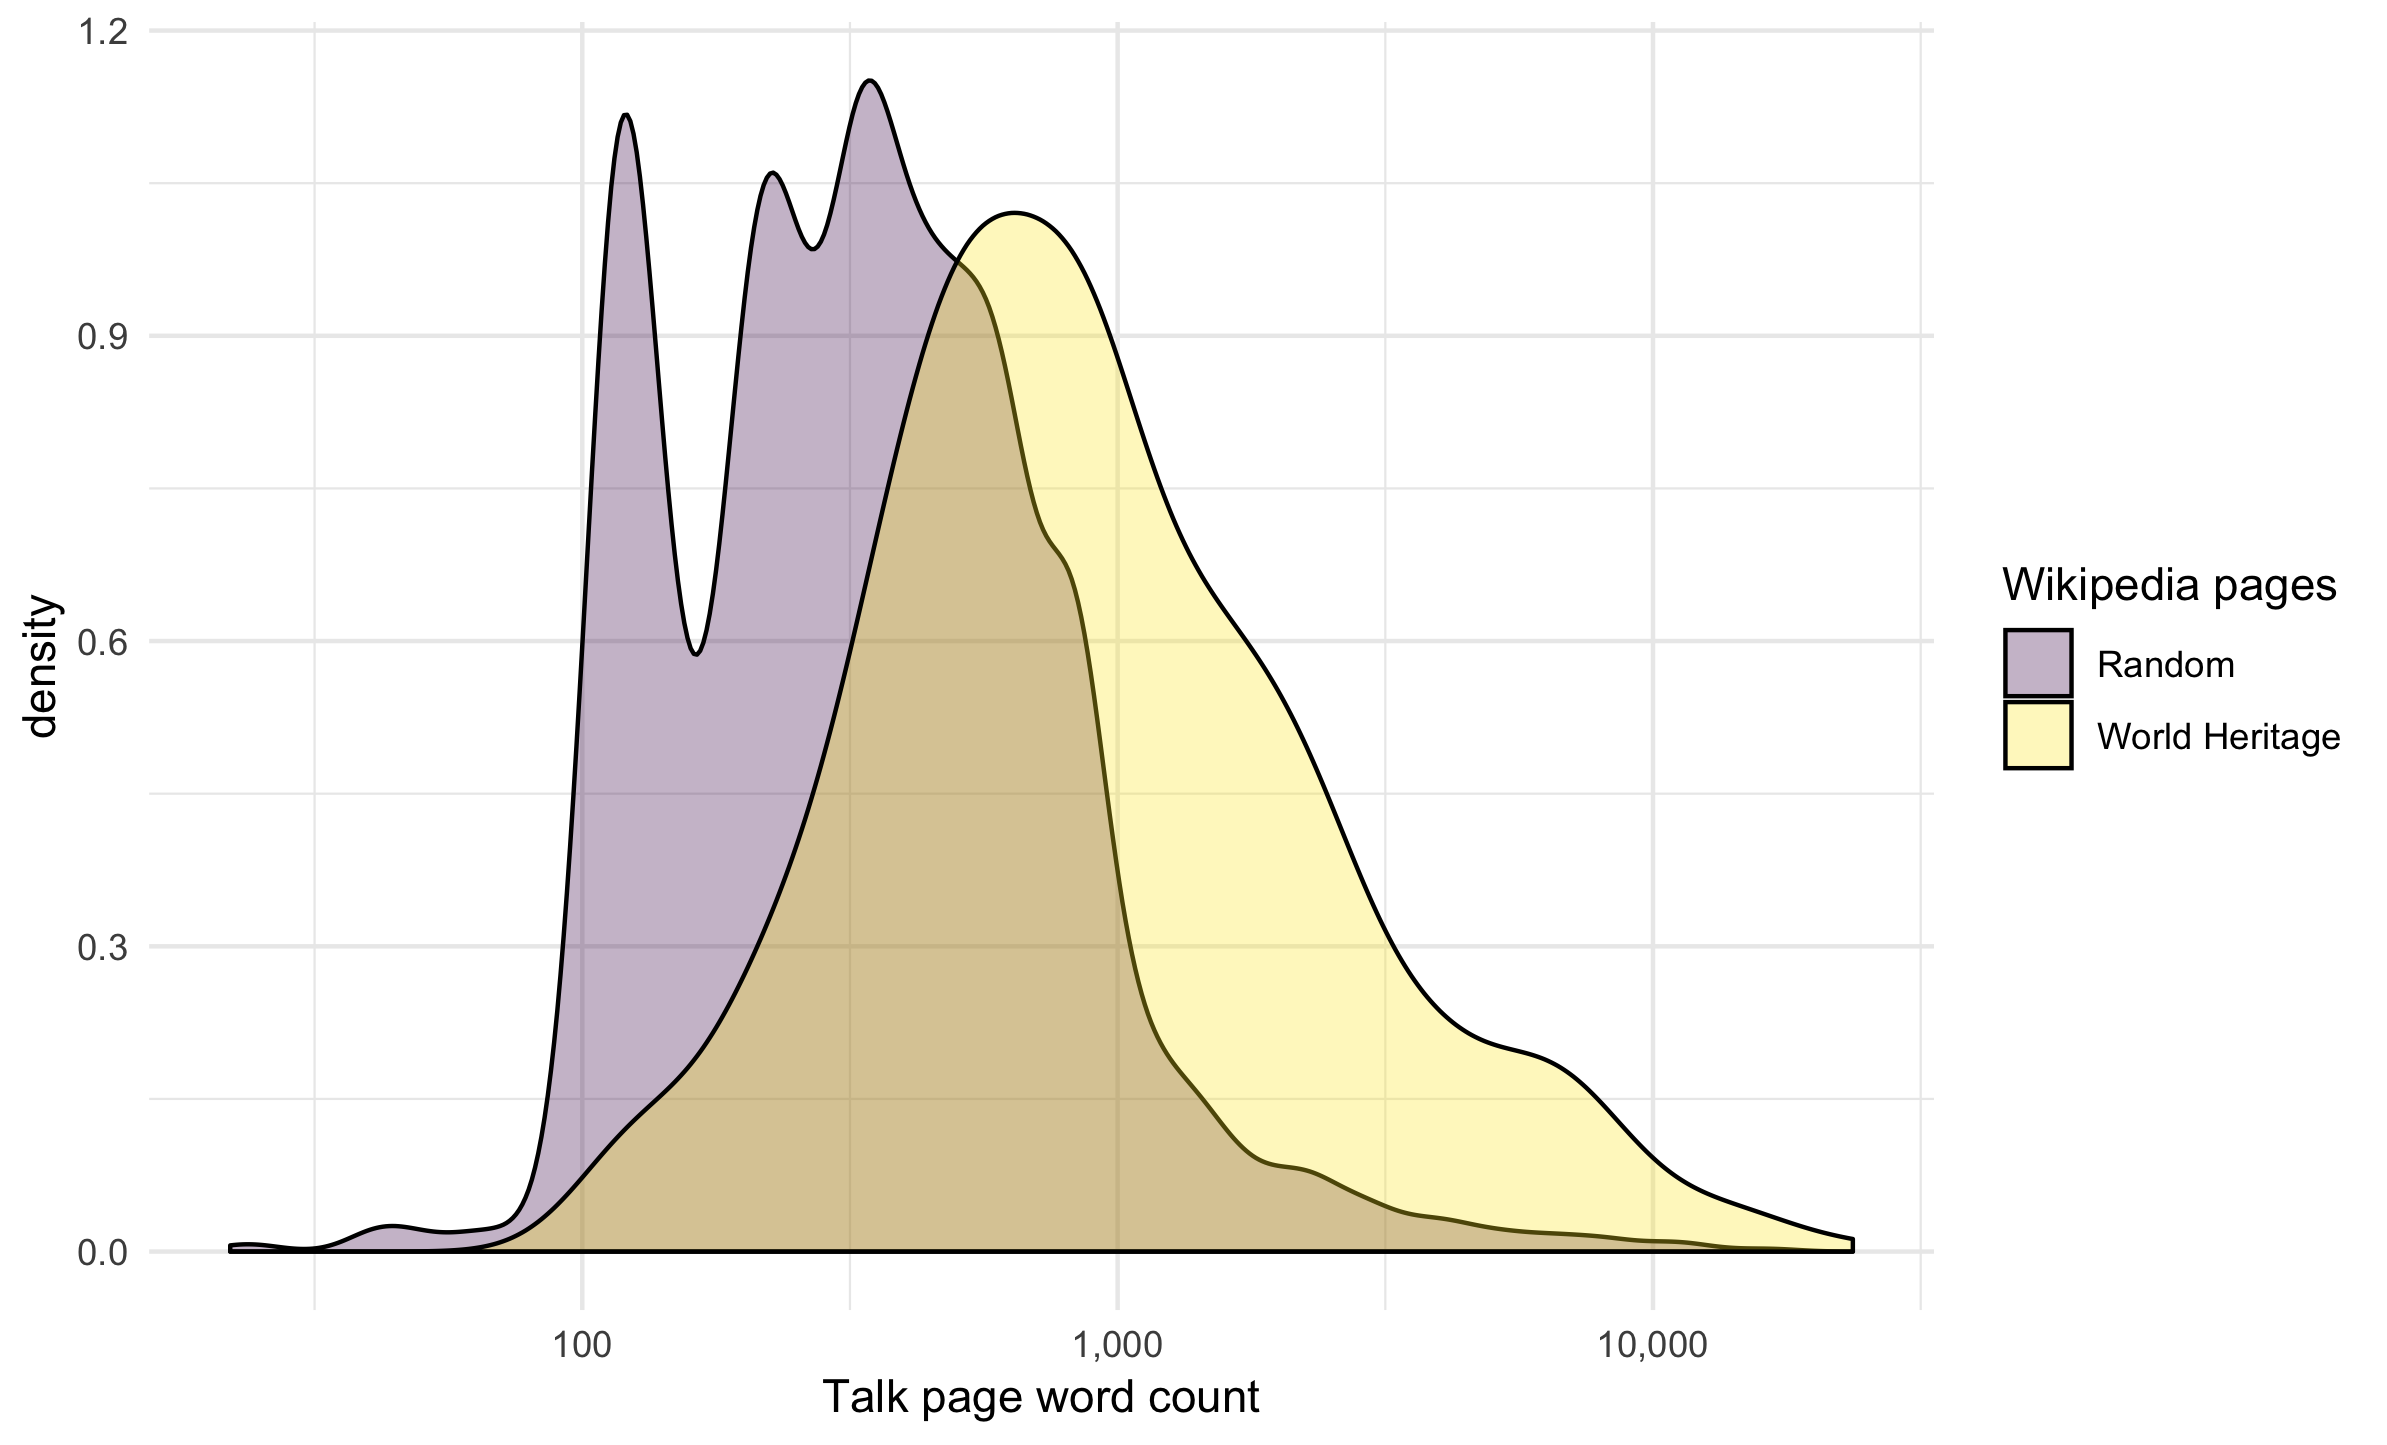 1.2
0.9
0.6
0.3
0.0
density
100
1,000
10,000
Talk page word count
Wikipedia pages
Random
World Heritage